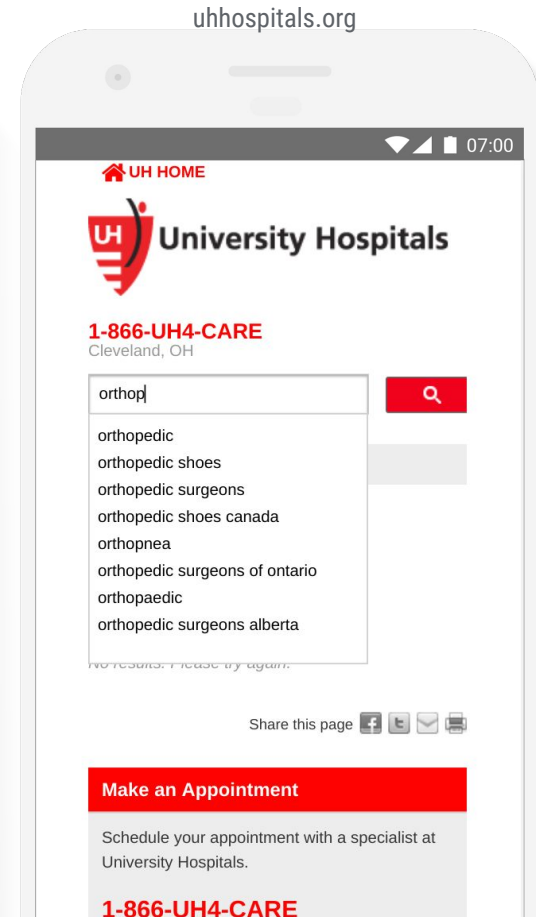 uhhospitals.org
07:00
UH HOME
UH
University Hospitals
1-866-UH4-CARE
Cleveland, OH
orthop
orthopedic
orthopedic shoes
orthopedic surgeons
orthopedic shoes canada
orthopnea
orthopedic surgeons of ontario
orthopaedic
orthopedic surgeons alberta
No results. Please try again.
Share this page
Make an Appointment
Schedule your appointment with a specialist at
University Hospitals.
1-866-UH4-CARE